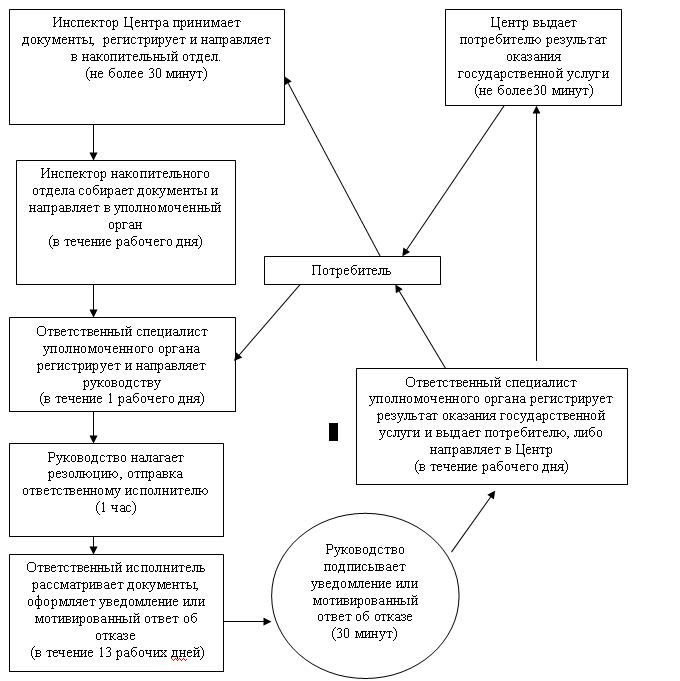 Инспектор Центра принимает
документы, регистрирует и направляет
в накопительный отдел.
(не более 30 минут)
Центр выдает
потребителю результат
оказания
государственной услуги
(не более30 минут)
Инспектор накопительного
отдела собирает документы и
направляет в уполномоченный
орган
(в течение рабочего дня)
Потребитель
Ответственный специалист
уполномоченного органа
регистрирует и направляет
руководству
(в течение 1 рабочего дня)
Ответственный специалист
уполномоченного органа регистрирует
результат оказания государственной
услуги и выдает потребителю, либо
направляет в Центр
(в течение рабочего дня)
Руководство налагает
резолюцию, отправка
ответственному исполнителю
(1 час)
Ответственный исполнитель
рассматривает документы,
оформляет уведомление или
мотивированный ответ об
отказе
(в течение 13 рабочих дней)
Руководство
подписывает
уведомление или
мотивированный
ответ об отказе
(30 минут)